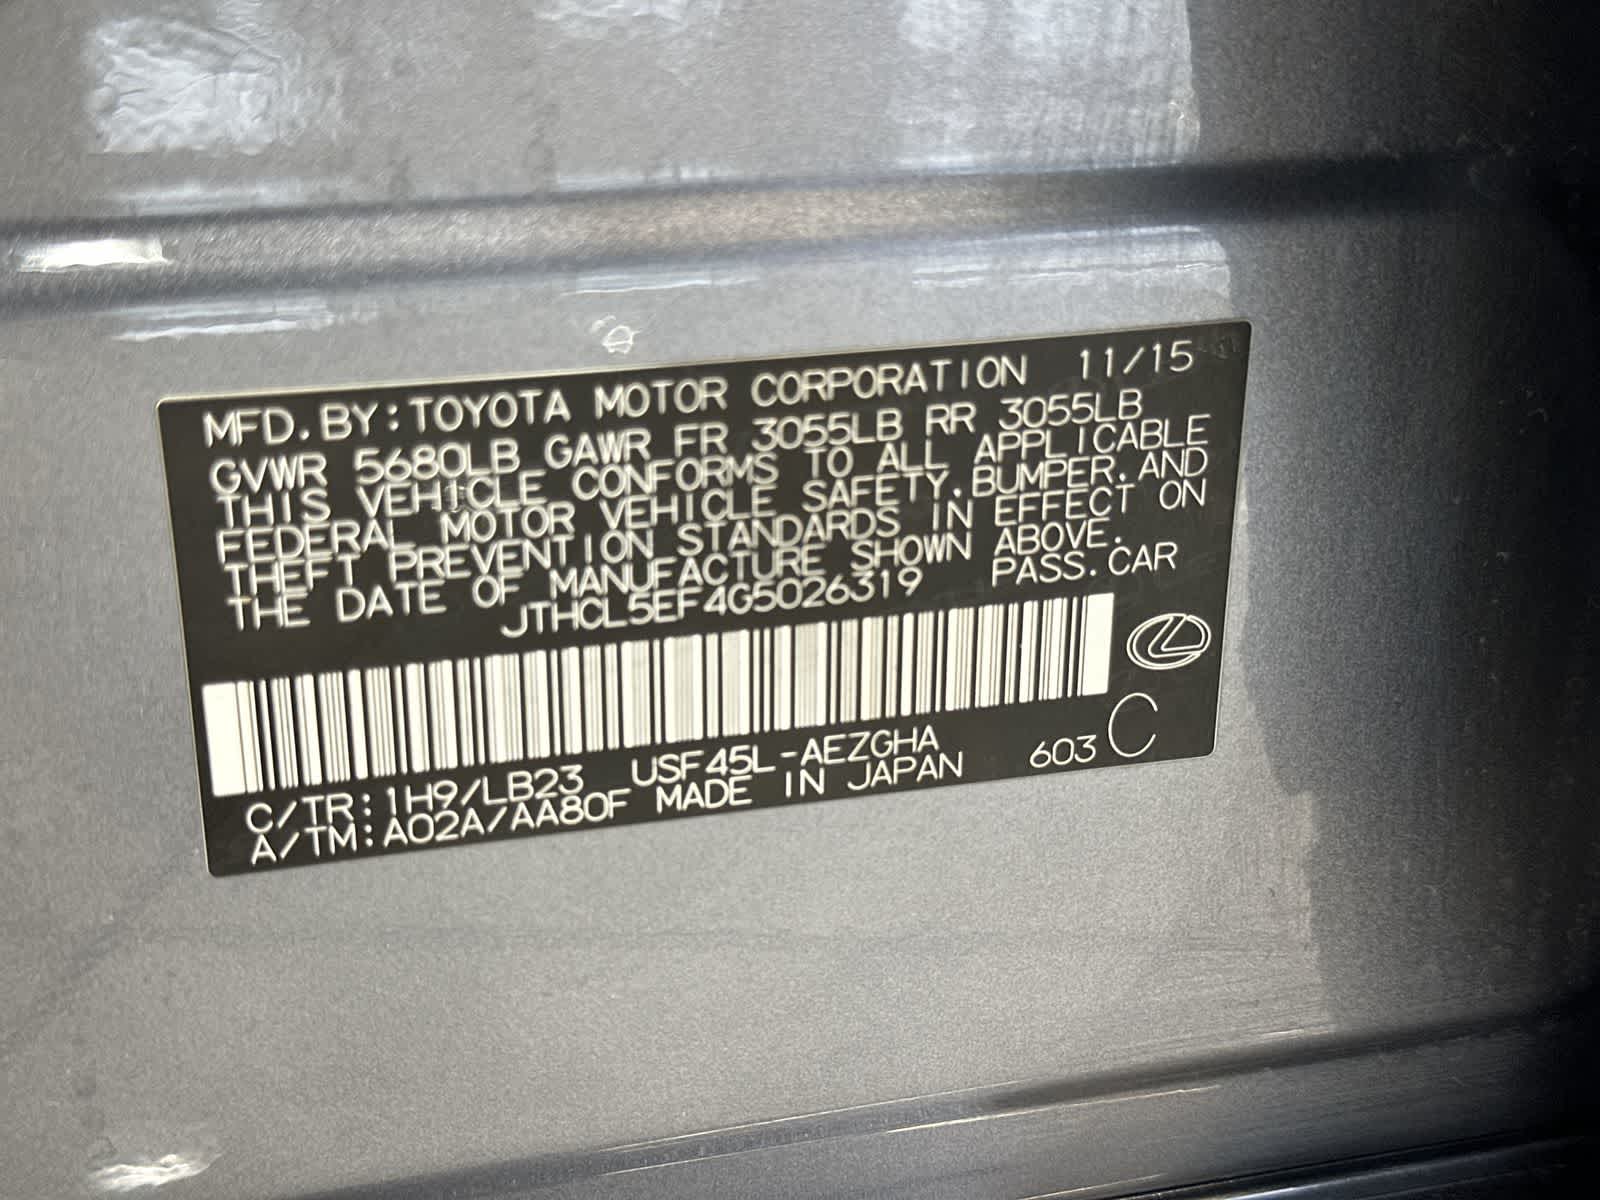 MFD. BY: TOYOTA MOTOR CORPORATION 11/15
GVWR 5680LB GAWR FR 3055LB RR 3055LB
THIS VEHICLE CONFORMS TO ALL APPLICABLE
FEDERAL MOTOR VEHICLE SAFETY, BUMPER, AND
THEFT PREVENTION STANDARDS IN EFFECT ON
THE DATE OF MANUFACTURE SHOWN ABOVE.
JTHCL5EF4G5026319 PASS. CAR
C/TR: 1H9/LB23 USF45L-AEZGHA
A/TM: A02A/AA80F MADE IN JAPAN 603 C